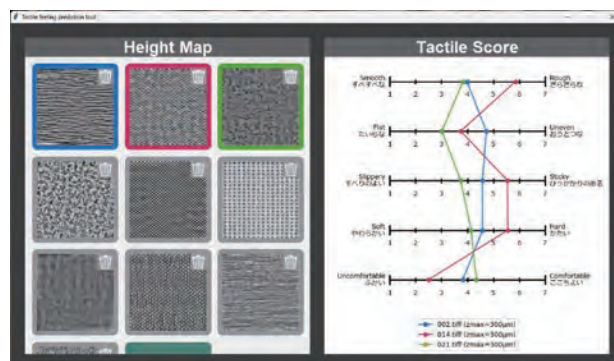 Tactile feeling prediction tool
Height Map
Tactile Score
Smooth
すべすべな
1 2 3 4 5 6 7
Rough
ざらざらな
Flat
たいらな
1 2 3 4 5 6 7
Uneven
おうとつな
Slippery
すべりのよい
1 2 3 4 5 6 7
Sticky
ひっかかりのある
Soft
やわらかい
1 2 3 4 5 6 7
Hard
かたい
Uncomfortable
ふかい
1 2 3 4 5 6 7
Comfortable
ここちよい
002.tiff (zmax=300μm)
014.tiff (zmax=300μm)
021.tiff (zmax=300μm)